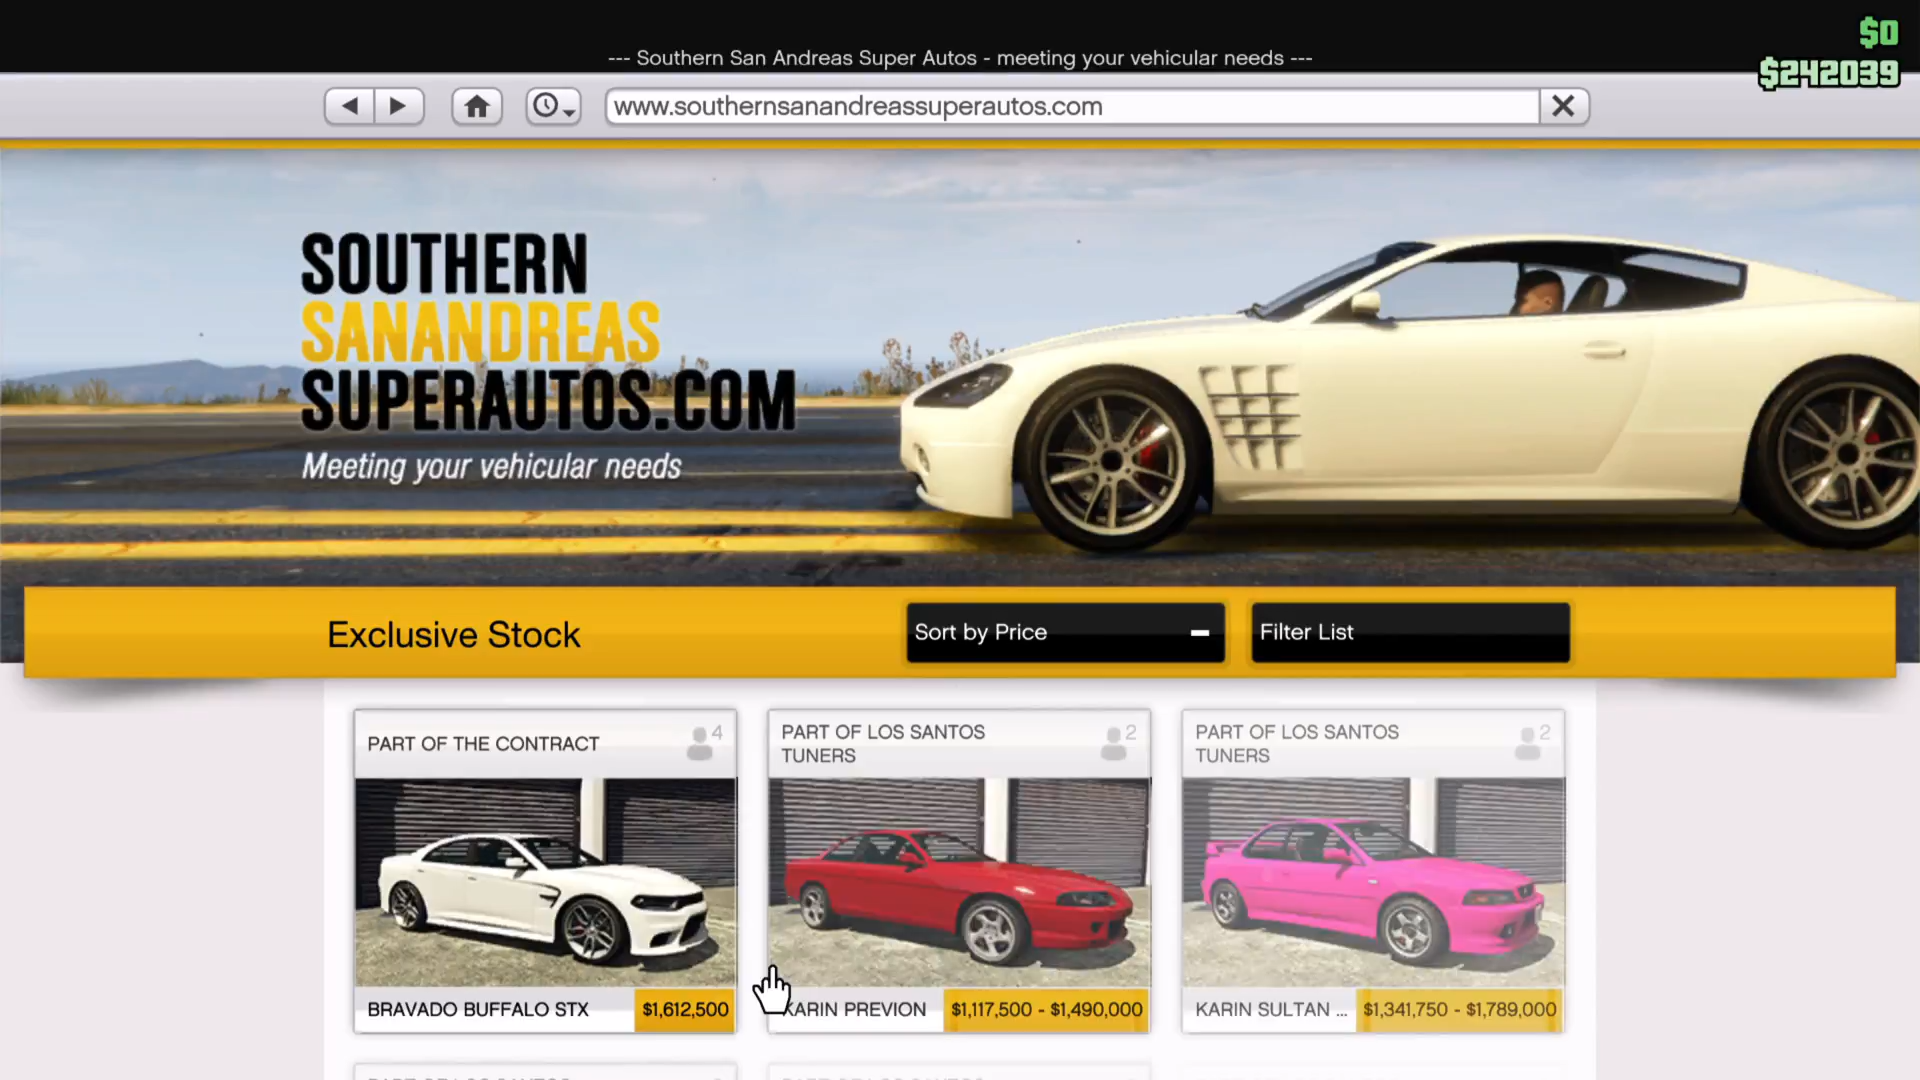 $0
--- Southern San Andreas Super Autos - meeting your vehicular needs ---
$242039
www.southernsanandreassuperautos.com
SOUTHERN
SANANDREAS
SUPERAUTOS.COM
Meeting your vehicular needs
Exclusive Stock
Sort by Price
Filter List
PART OF THE CONTRACT
4
PART OF LOS SANTOS
TUNERS
2
PART OF LOS SANTOS
TUNERS
2
BRAVADO BUFFALO STX
$1,612,500
KARIN PREVION
$1,117,500 - $1,490,000
KARIN SULTAN ...
$1,341,750 - $1,789,000